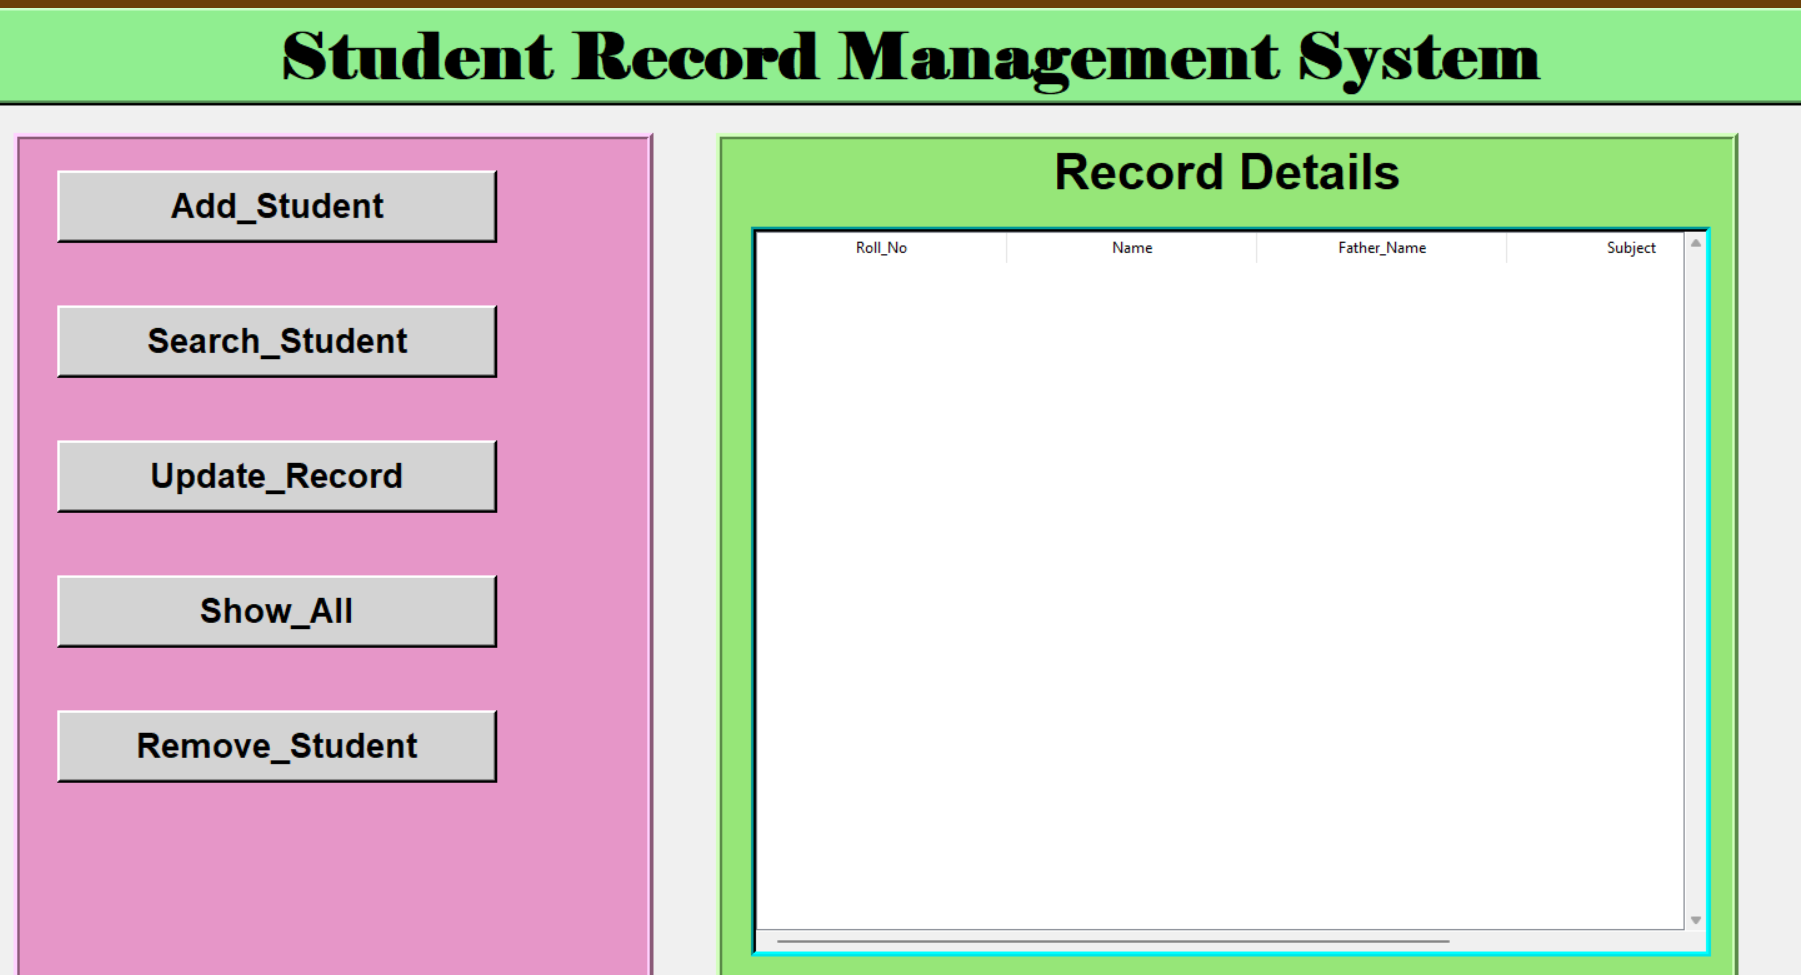 Student Record Management System
Add_Student
Search_Student
Update_Record
Show_All
Remove_Student
Record Details
Roll_No Name Father_Name Subject